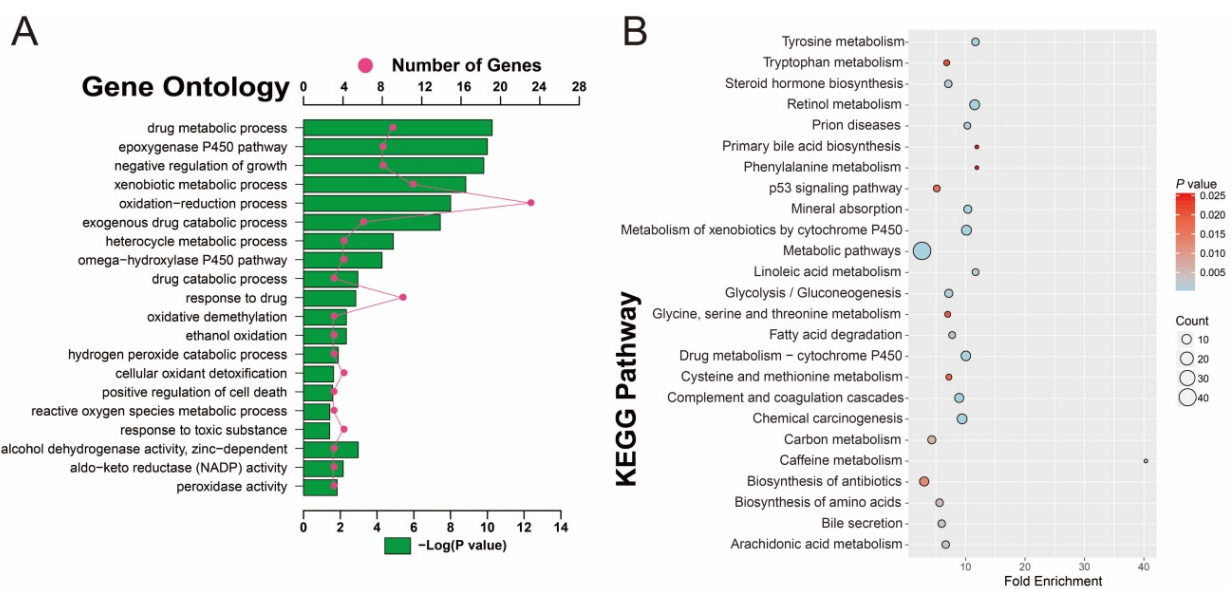 A
Number of Genes
Gene Ontology
0 4 8 12 16 20 24 28
drug metabolic process
epoxygenase P450 pathway
negative regulation of growth
xenobiotic metabolic process
oxidation-reduction process
exogenous drug catabolic process
heterocycle metabolic process
omega-hydroxylase P450 pathway
drug catabolic process
response to drug
oxidative demethylation
ethanol oxidation
hydrogen peroxide catabolic process
cellular oxidant detoxification
positive regulation of cell death
reactive oxygen species metabolic process
response to toxic substance
alcohol dehydrogenase activity, zinc-dependent
aldo-keto reductase (NADP) activity
peroxidase activity
0 2 4 6 8 10 12 14
−Log(P value)
B
KEGG Pathway
Tyrosine metabolism
Tryptophan metabolism
Steroid hormone biosynthesis
Retinol metabolism
Prion diseases
Primary bile acid biosynthesis
Phenylalanine metabolism
p53 signaling pathway
Mineral absorption
Metabolism of xenobiotics by cytochrome P450
Metabolic pathways
Linoleic acid metabolism
Glycolysis / Gluconeogenesis
Glycine, serine and threonine metabolism
Fatty acid degradation
Drug metabolism − cytochrome P450
Cysteine and methionine metabolism
Complement and coagulation cascades
Chemical carcinogenesis
Carbon metabolism
Caffeine metabolism
Biosynthesis of antibiotics
Biosynthesis of amino acids
Bile secretion
Arachidonic acid metabolism
10 20 30 40
Fold Enrichment
P value
0.025
0.020
0.015
0.010
0.005
Count
10
20
30
40